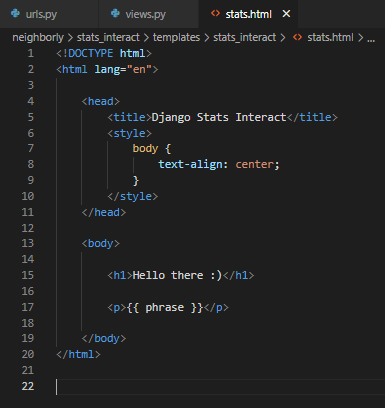 urls.py views.py stats.html
neighborly > stats_interact > templates > stats_interact > stats.html > ...
1 <!DOCTYPE html>
2 <html lang="en">
3
4 <head>
5 <title>Django Stats Interact</title>
6 <style>
7 body {
8 text-align: center;
9 }
10 </style>
11 </head>
12
13 <body>
14
15 <h1>Hello there :)</h1>
16
17 <p>{{ phrase }}</p>
18
19 </body>
20 </html>
21
22